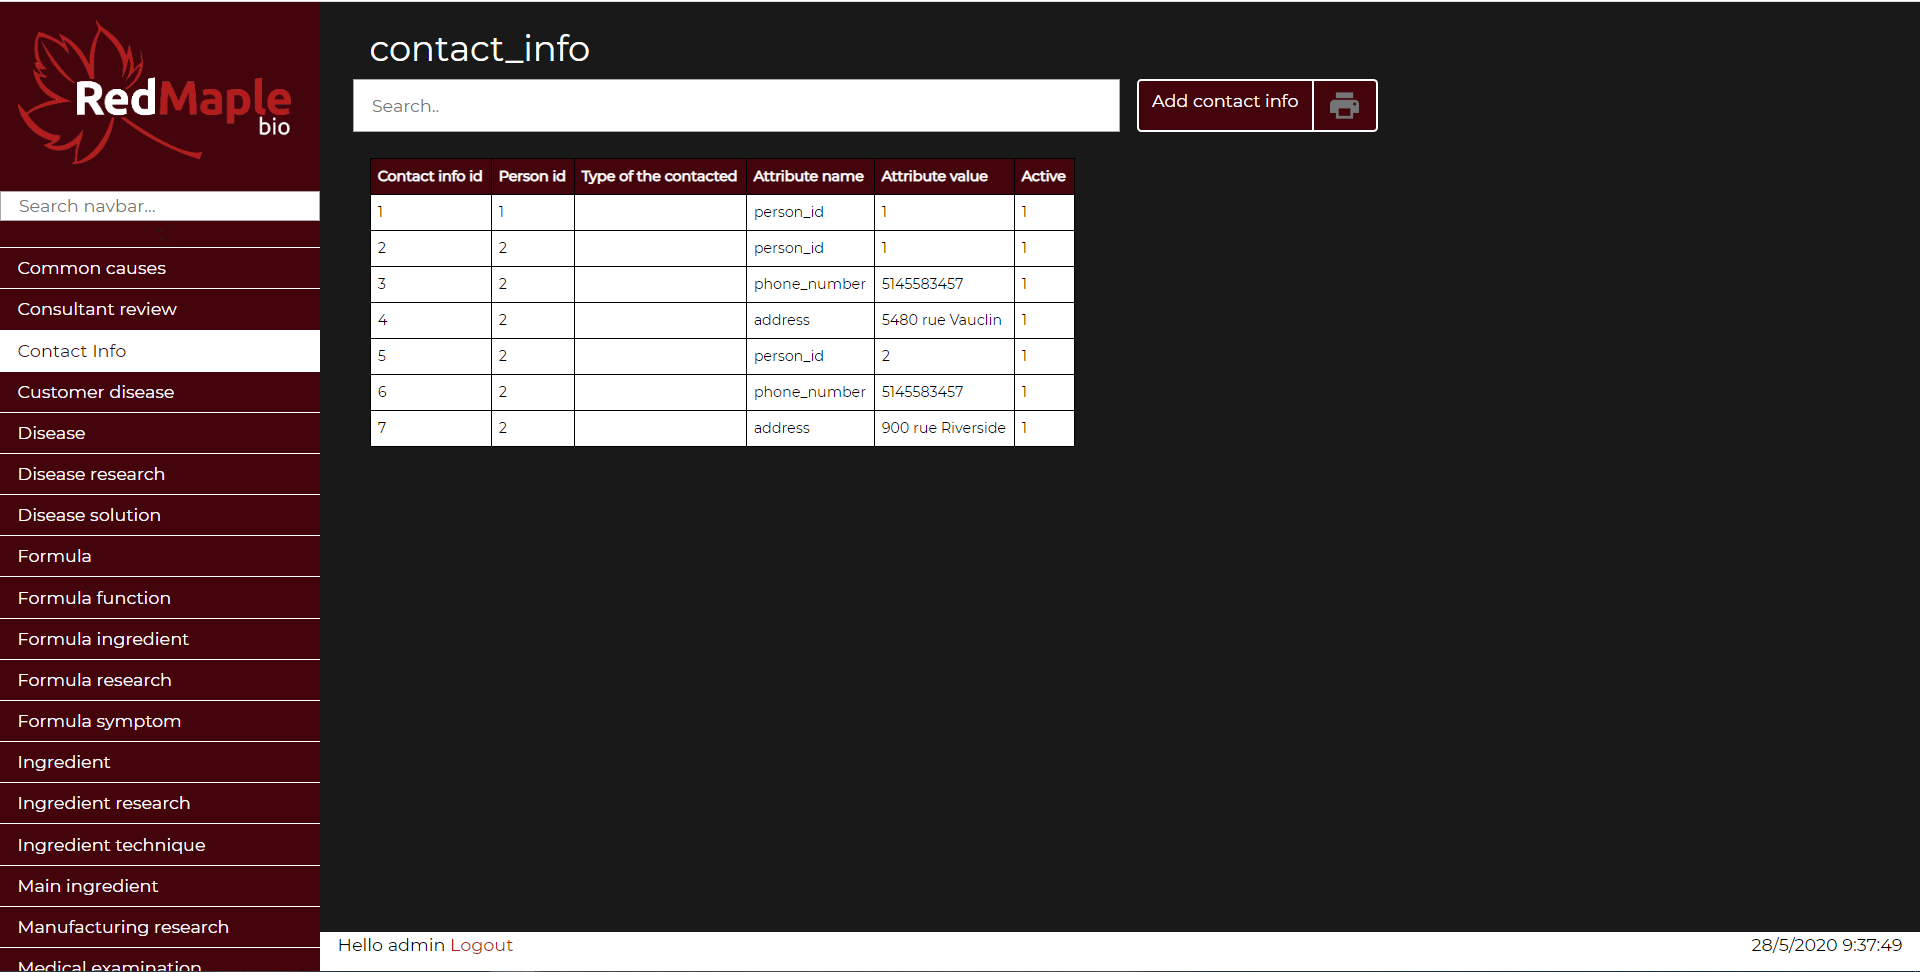 RedMaple
bio
Search navbar...
Common causes
Consultant review
Contact Info
Customer disease
Disease
Disease research
Disease solution
Formula
Formula function
Formula ingredient
Formula research
Formula symptom
Ingredient
Ingredient research
Ingredient technique
Main ingredient
Manufacturing research
Medical examination
contact_info
Search..
Add contact info
Contact info id Person id Type of the contacted Attribute name Attribute value Active
1 1 person_id 1 1
2 2 person_id 1 1
3 2 phone_number 5145583457 1
4 2 address 5480 rue Vauclin 1
5 2 person_id 2 1
6 2 phone_number 5145583457 1
7 2 address 900 rue Riverside 1
Hello admin Logout
28/5/2020 9:37:49